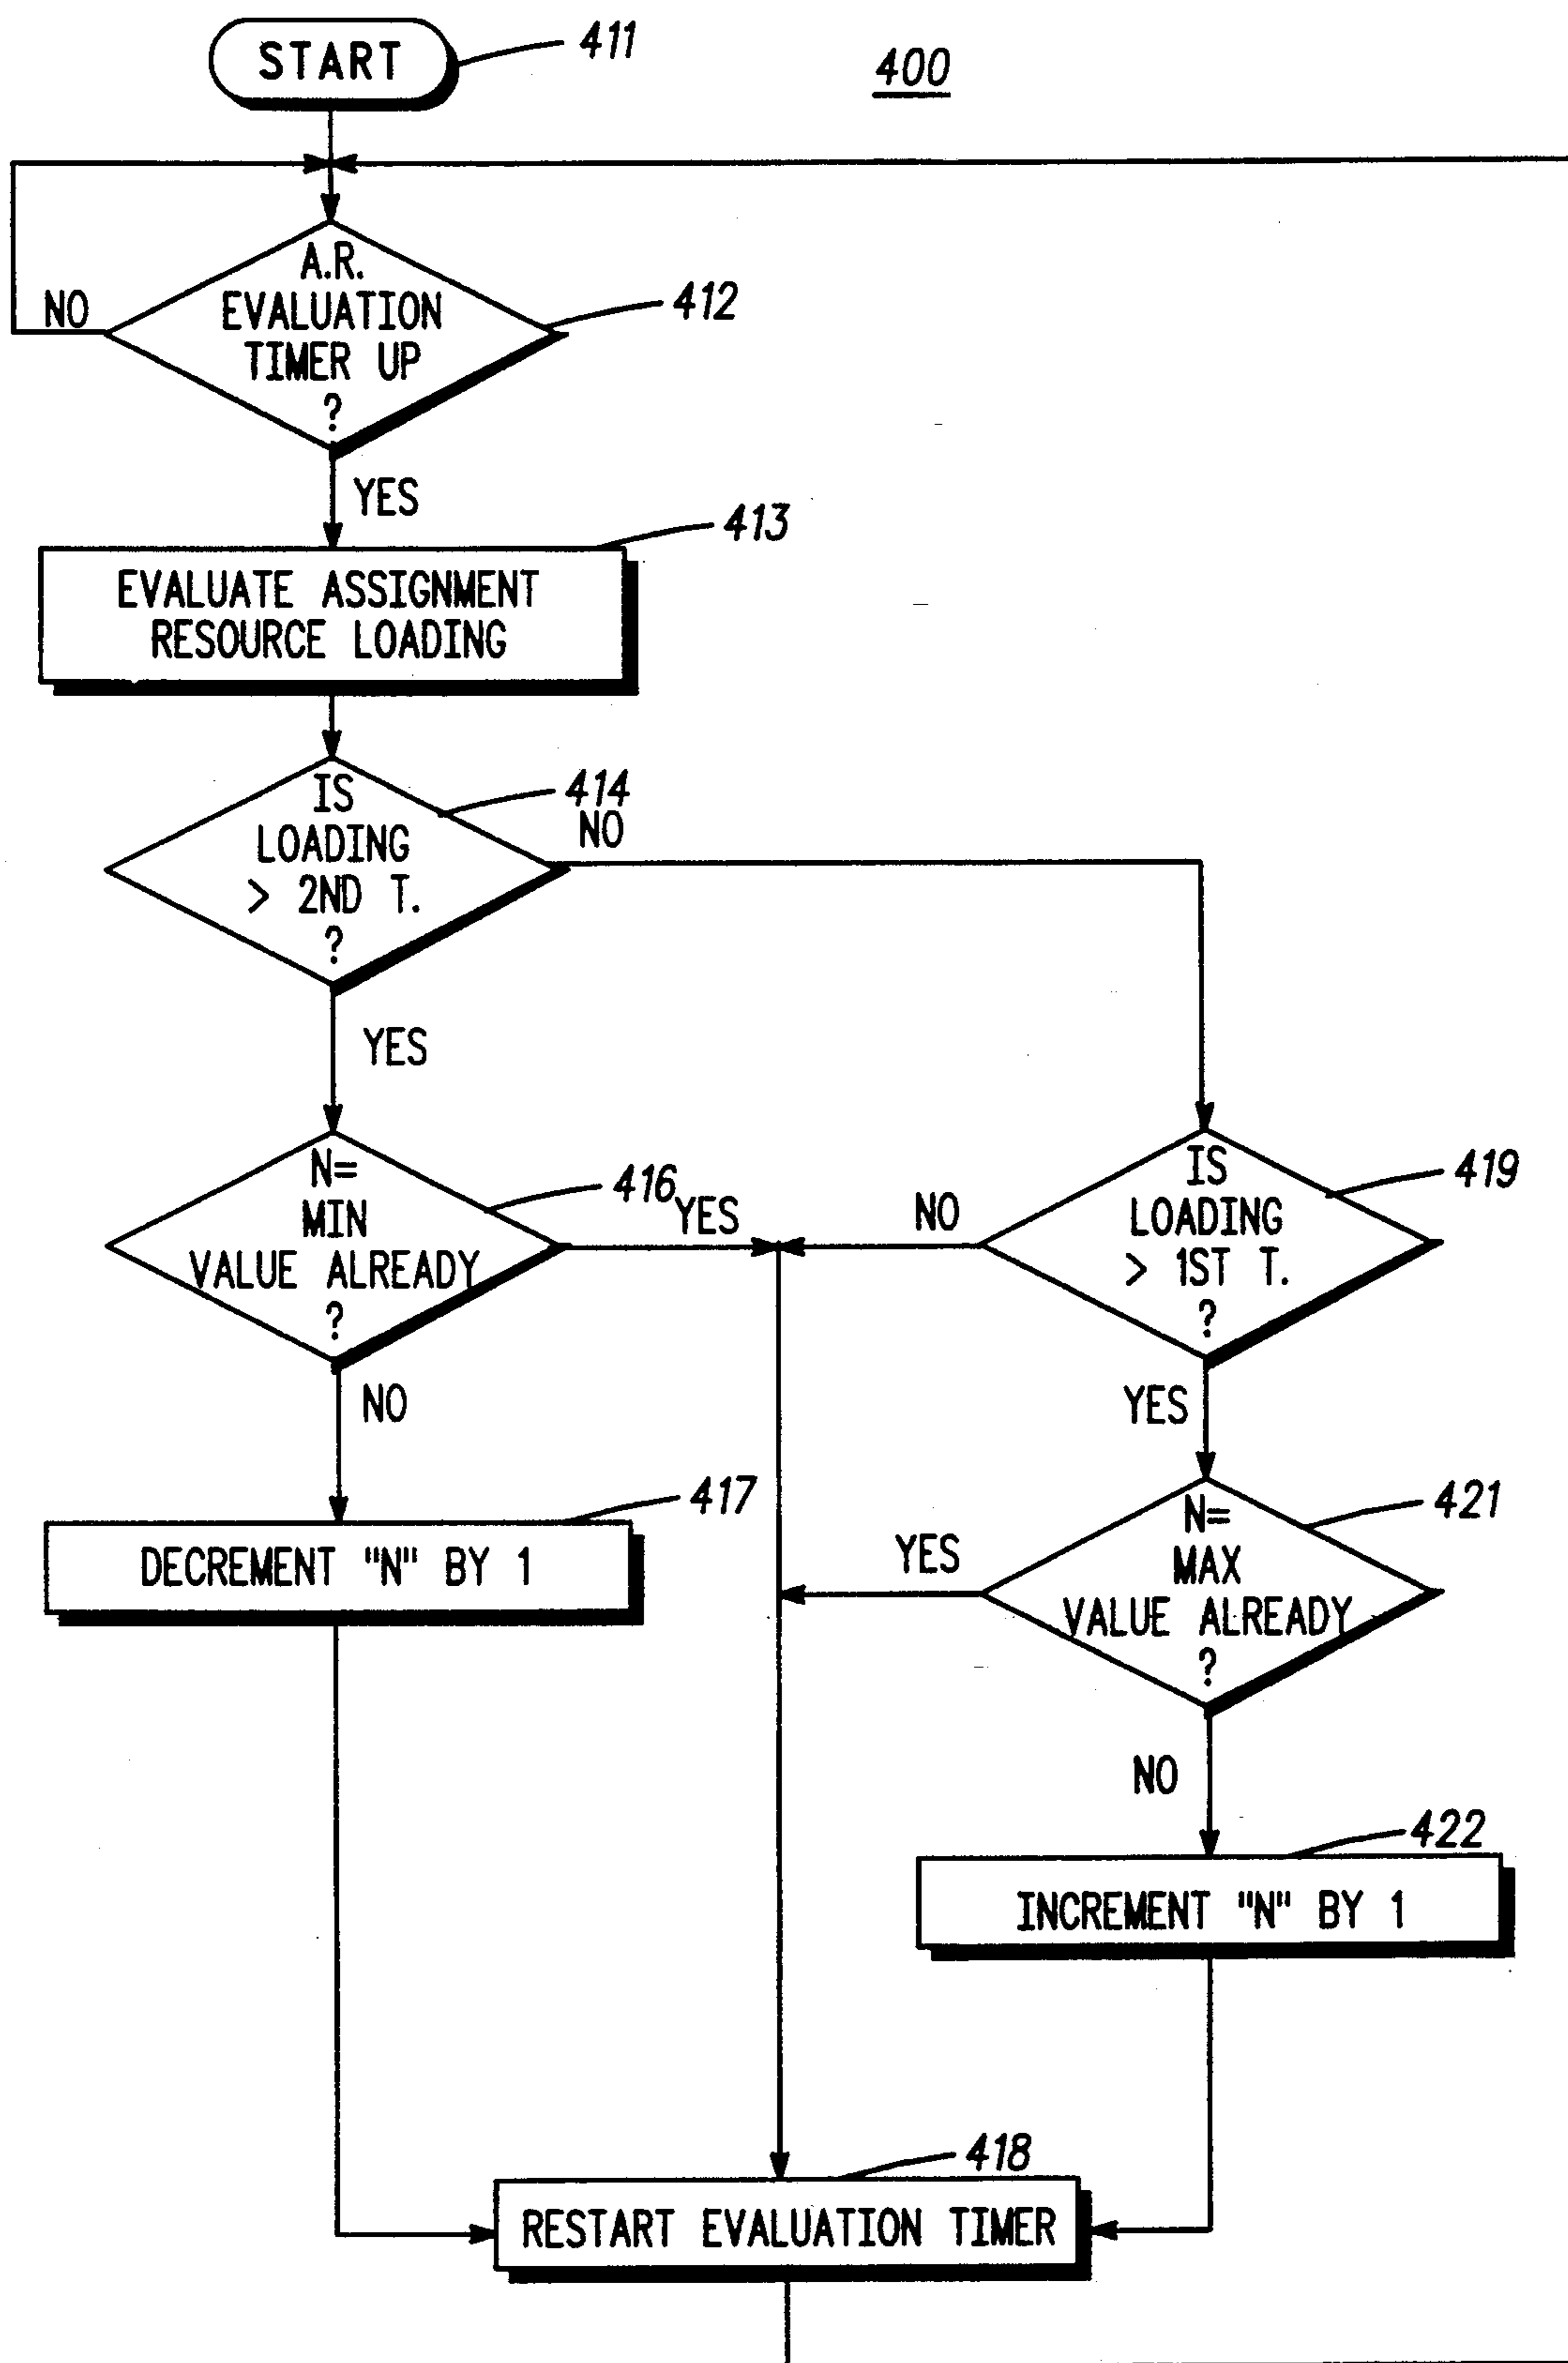 START
411
400
A.R.
EVALUATION
TIMER UP
?
412
NO
YES
413
EVALUATE ASSIGNMENT
RESOURCE LOADING
IS
LOADING
> 2ND T.
?
414
NO
YES
N=
MIN
VALUE ALREADY
?
416
YES
NO
IS
LOADING
> 1ST T.
?
419
NO
YES
417
DECREMENT "N" BY 1
N=
MAX
VALUE ALREADY
?
421
YES
NO
422
INCREMENT "N" BY 1
418
RESTART EVALUATION TIMER